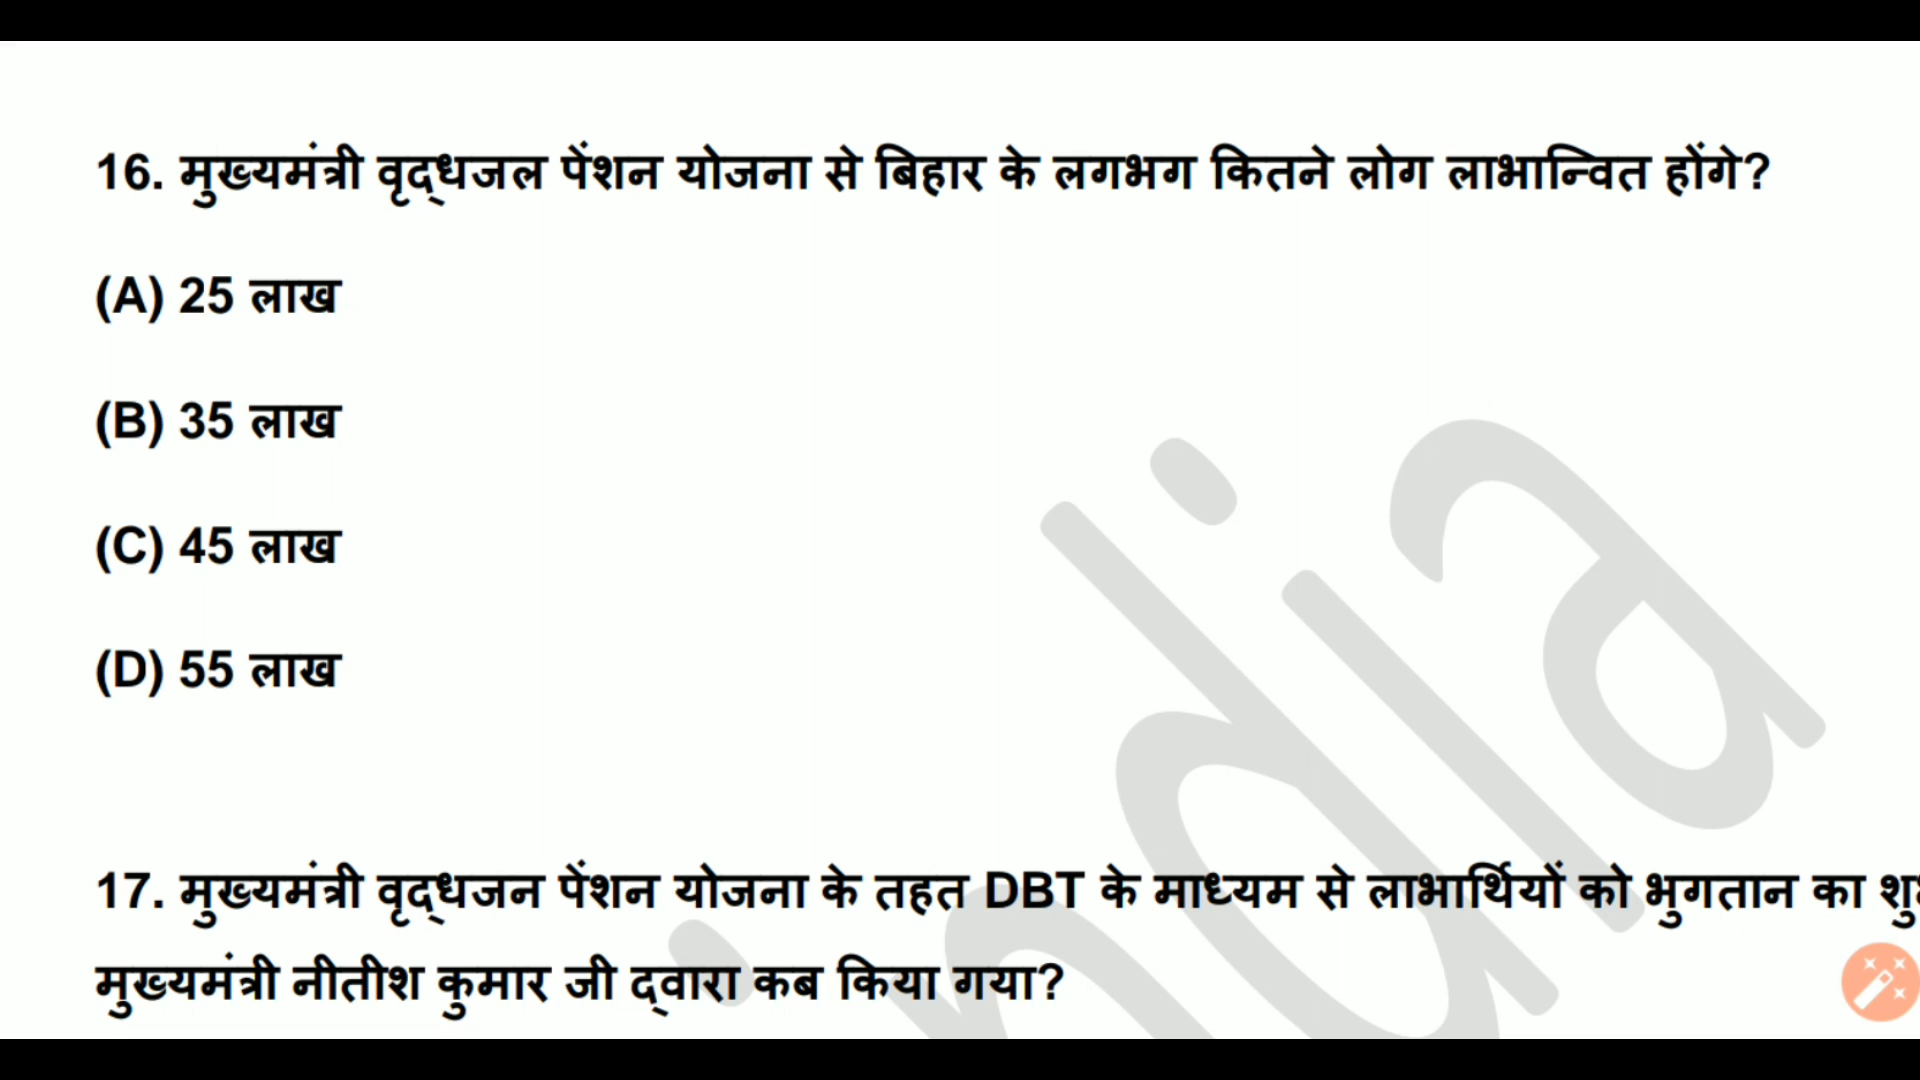 16. मुख्यमंत्री वृद्धजल पेंशन योजना से बिहार के लगभग कितने लोग लाभान्वित होंगे?
(A) 25 लाख
(B) 35 लाख
(C) 45 लाख
(D) 55 लाख
17. मुख्यमंत्री वृद्धजन पेंशन योजना के तहत DBT के माध्यम से लाभार्थियों को भुगतान का
मुख्यमंत्री नीतीश कुमार जी द्वारा कब किया गया?